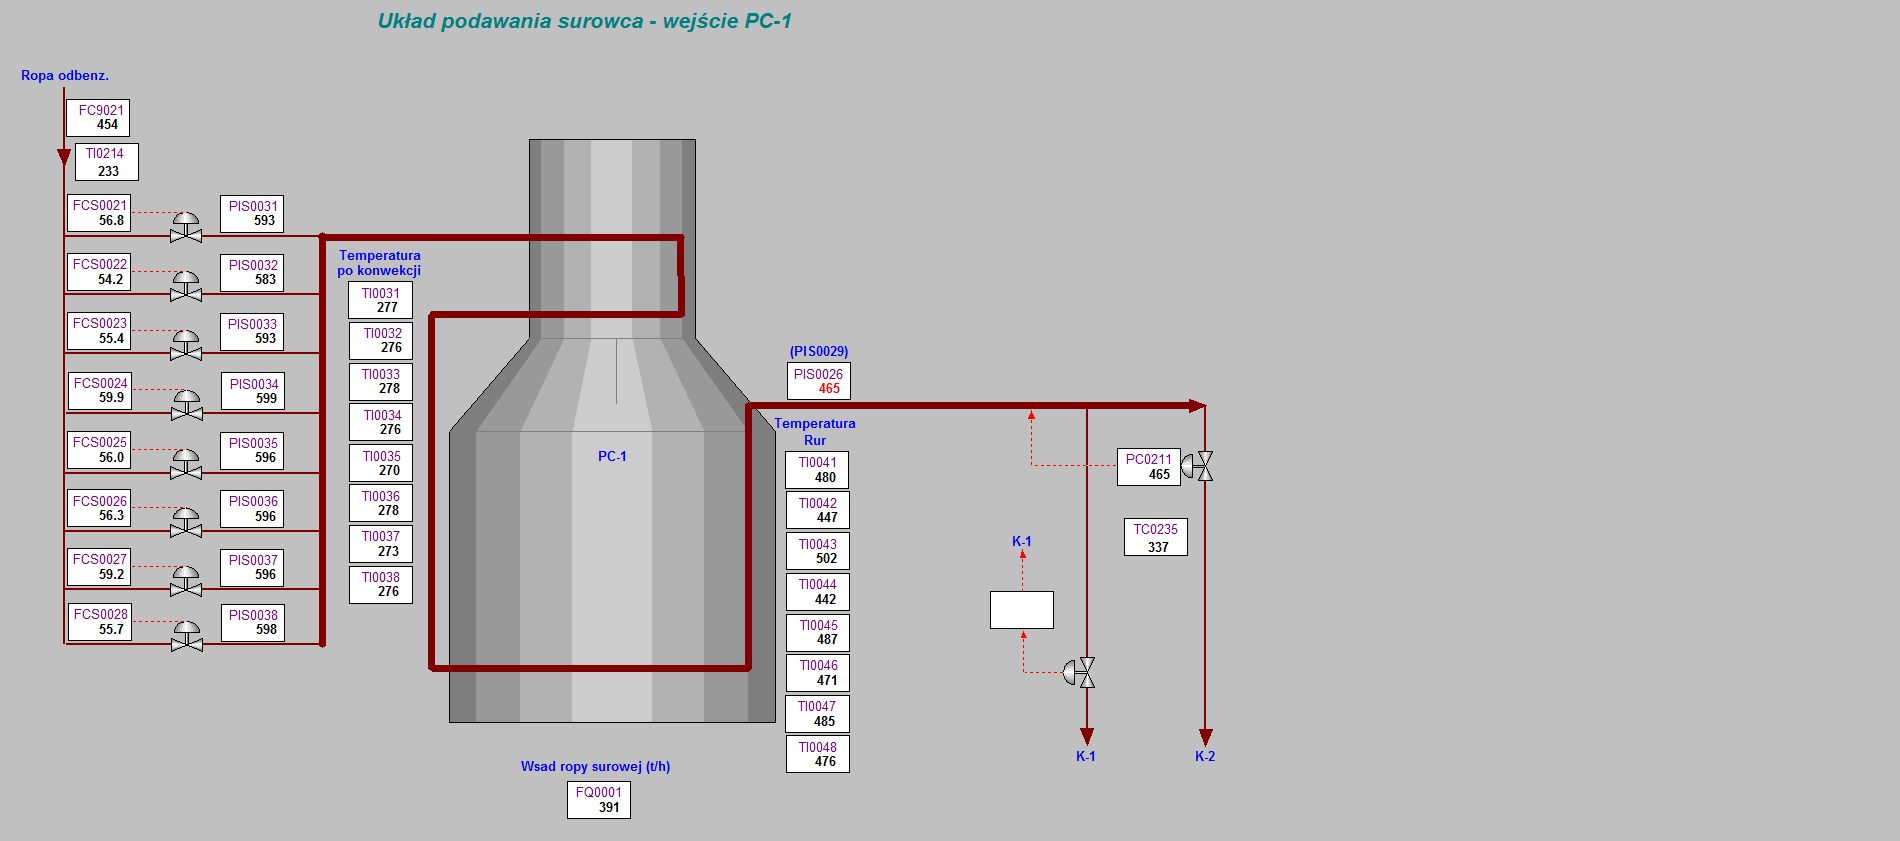 Układ podawania surowca - wejście PC-1
Ropa odbenz.
FC9021
454
TI0214
233
FCS0021
56.8
PIS0031
593
FCS0022
54.2
PIS0032
583
FCS0023
55.4
PIS0033
593
FCS0024
59.9
PIS0034
599
FCS0025
56.0
PIS0035
596
FCS0026
56.3
PIS0036
596
FCS0027
59.2
PIS0037
596
FCS0028
55.7
PIS0038
598
Temperatura
po konwekcji
TI0031
277
TI0032
276
TI0033
278
TI0034
276
TI0035
270
TI0036
278
TI0037
273
TI0038
276
PC-1
Wsad ropy surowej (t/h)
FQ0001
391
(PIS0029)
PIS0026
465
Temperatura
Rur
TI0041
480
TI0042
447
TI0043
502
TI0044
442
TI0045
487
TI0046
471
TI0047
485
TI0048
476
PC0211
465
TC0235
337
K-1
K-1
K-2